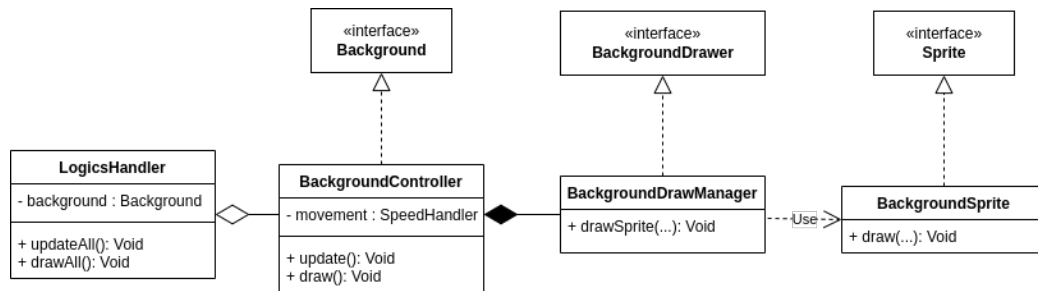 «interface»
Background
«interface»
BackgroundDrawer
«interface»
Sprite
LogicsHandler
- background : Background
+ updateAll(): Void
+ drawAll(): Void
BackgroundController
- movement : SpeedHandler
+ update(): Void
+ draw(): Void
BackgroundDrawManager
+ drawSprite(...): Void
Use
BackgroundSprite
+ draw(...): Void